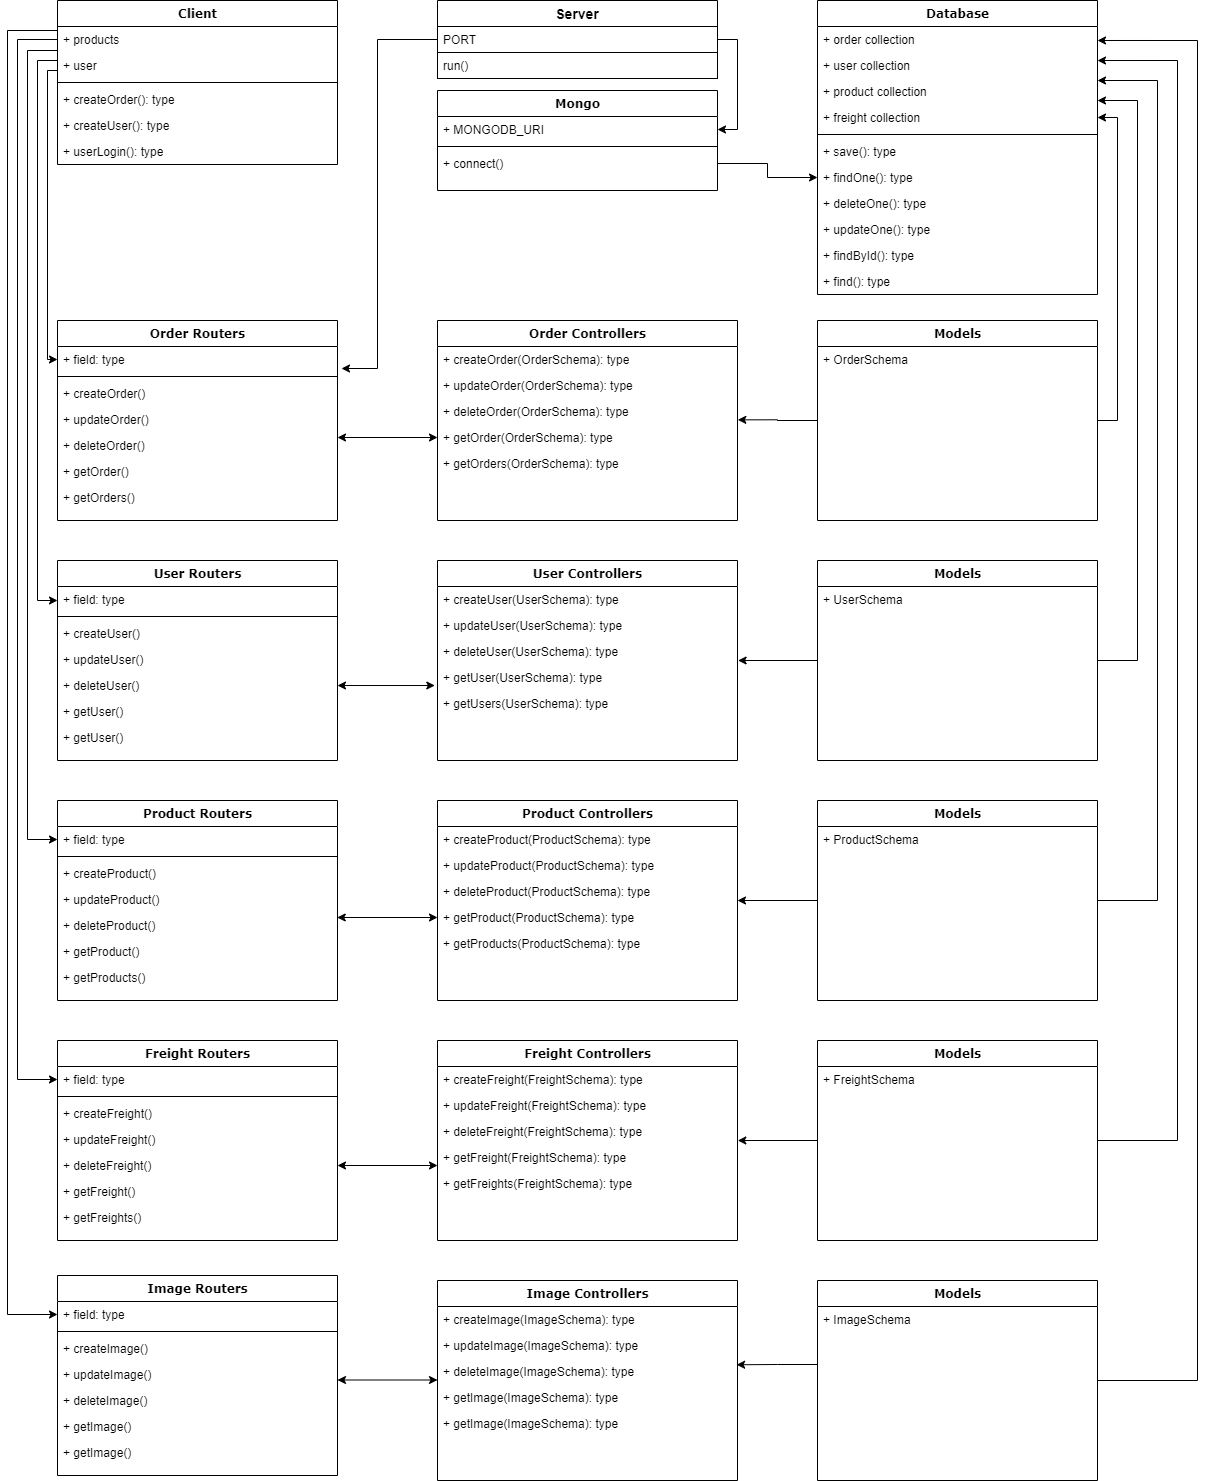 Client
+ products
+ user
+ createOrder(): type
+ createUser(): type
+ userLogin(): type
Server
PORT
run()
Mongo
+ MONGODB_URI
+ connect()
Database
+ order collection
+ user collection
+ product collection
+ freight collection
+ save(): type
+ findOne(): type
+ deleteOne(): type
+ updateOne(): type
+ findById(): type
+ find(): type
Order Routers
+ field: type
+ createOrder()
+ updateOrder()
+ deleteOrder()
+ getOrder()
+ getOrders()
Order Controllers
+ createOrder(OrderSchema): type
+ updateOrder(OrderSchema): type
+ deleteOrder(OrderSchema): type
+ getOrder(OrderSchema): type
+ getOrders(OrderSchema): type
Models
+ OrderSchema
User Routers
+ field: type
+ createUser()
+ updateUser()
+ deleteUser()
+ getUser()
+ getUser()
User Controllers
+ createUser(UserSchema): type
+ updateUser(UserSchema): type
+ deleteUser(UserSchema): type
+ getUser(UserSchema): type
+ getUsers(UserSchema): type
Models
+ UserSchema
Product Routers
+ field: type
+ createProduct()
+ updateProduct()
+ deleteProduct()
+ getProduct()
+ getProducts()
Product Controllers
+ createProduct(ProductSchema): type
+ updateProduct(ProductSchema): type
+ deleteProduct(ProductSchema): type
+ getProduct(ProductSchema): type
+ getProducts(ProductSchema): type
Models
+ ProductSchema
Freight Routers
+ field: type
+ createFreight()
+ updateFreight()
+ deleteFreight()
+ getFreight()
+ getFreights()
Freight Controllers
+ createFreight(FreightSchema): type
+ updateFreight(FreightSchema): type
+ deleteFreight(FreightSchema): type
+ getFreight(FreightSchema): type
+ getFreights(FreightSchema): type
Models
+ FreightSchema
Image Routers
+ field: type
+ createImage()
+ updateImage()
+ deleteImage()
+ getImage()
+ getImage()
Image Controllers
+ createImage(ImageSchema): type
+ updateImage(ImageSchema): type
+ deleteImage(ImageSchema): type
+ getImage(ImageSchema): type
+ getImage(ImageSchema): type
Models
+ ImageSchema